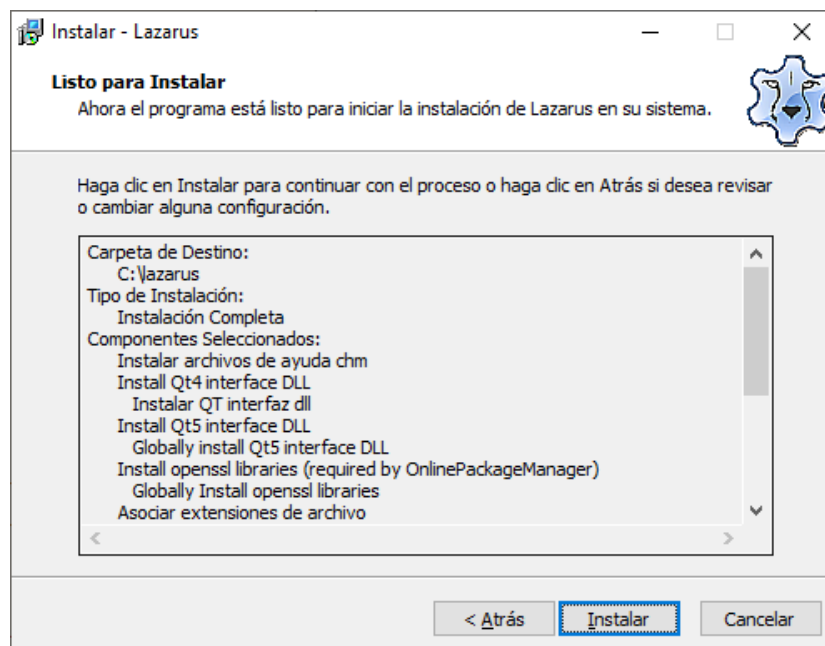 Instalar - Lazarus
Listo para Instalar
Ahora el programa está listo para iniciar la instalación de Lazarus en su sistema.
Haga clic en Instalar para continuar con el proceso o haga clic en Atrás si desea revisar
o cambiar alguna configuración.
Carpeta de Destino:
C:\lazarus
Tipo de Instalación:
Instalación Completa
Componentes Seleccionados:
Instalar archivos de ayuda chm
Install Qt4 interface DLL
Instalar QT interfaz dll
Install Qt5 interface DLL
Globally install Qt5 interface DLL
Install openssl libraries (required by OnlinePackageManager)
Globally Install openssl libraries
Asociar extensiones de archivo
< Atrás
Instalar
Cancelar